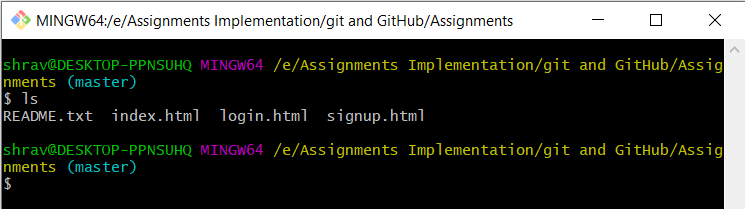 MINGW64:/e/Assignments Implementation/git and GitHub/Assignments
shrav@DESKTOP-PPNSUHQ MINGW64 /e/Assignments Implementation/git and GitHub/Assig
nments (master)
$ ls
README.txt  index.html  login.html  signup.html
shrav@DESKTOP-PPNSUHQ MINGW64 /e/Assignments Implementation/git and GitHub/Assig
nments (master)
$